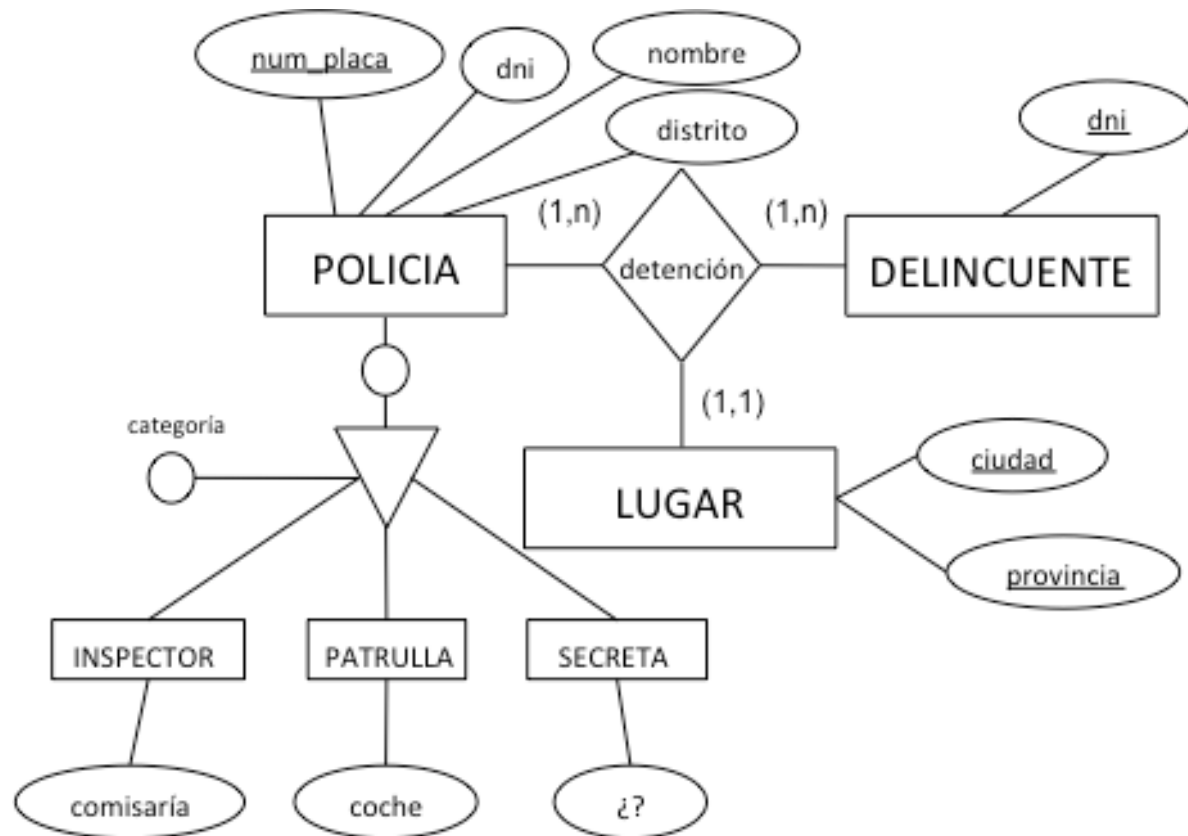 num_placa
dni
nombre
distrito
dni
(1,n)
(1,n)
POLICIA
detención
DELINCUENTE
(1,1)
categoría
LUGAR
ciudad
provincia
INSPECTOR
PATRULLA
SECRETA
comisaría
coche
¿?